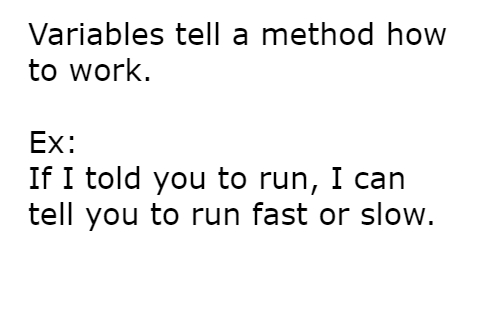 Variables tell a method how
to work.
Ex:
If I told you to run, I can
tell you to run fast or slow.